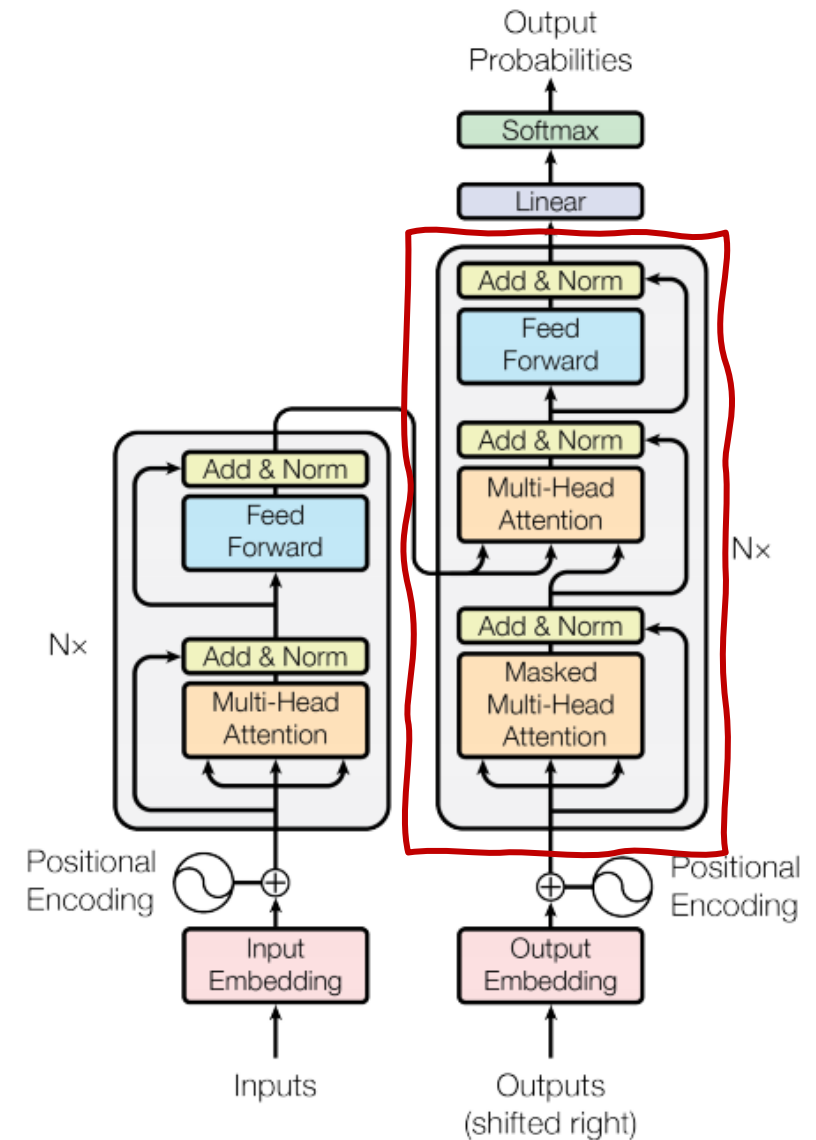 Output
Probabilities
Softmax
Linear
Add & Norm
Feed
Forward
Add & Norm
Multi-Head
Attention
N×
Add & Norm
Masked
Multi-Head
Attention
Add & Norm
Feed
Forward
N×
Add & Norm
Multi-Head
Attention
Positional
Encoding
Positional
Encoding
Input
Embedding
Output
Embedding
Inputs
Outputs
(shifted right)